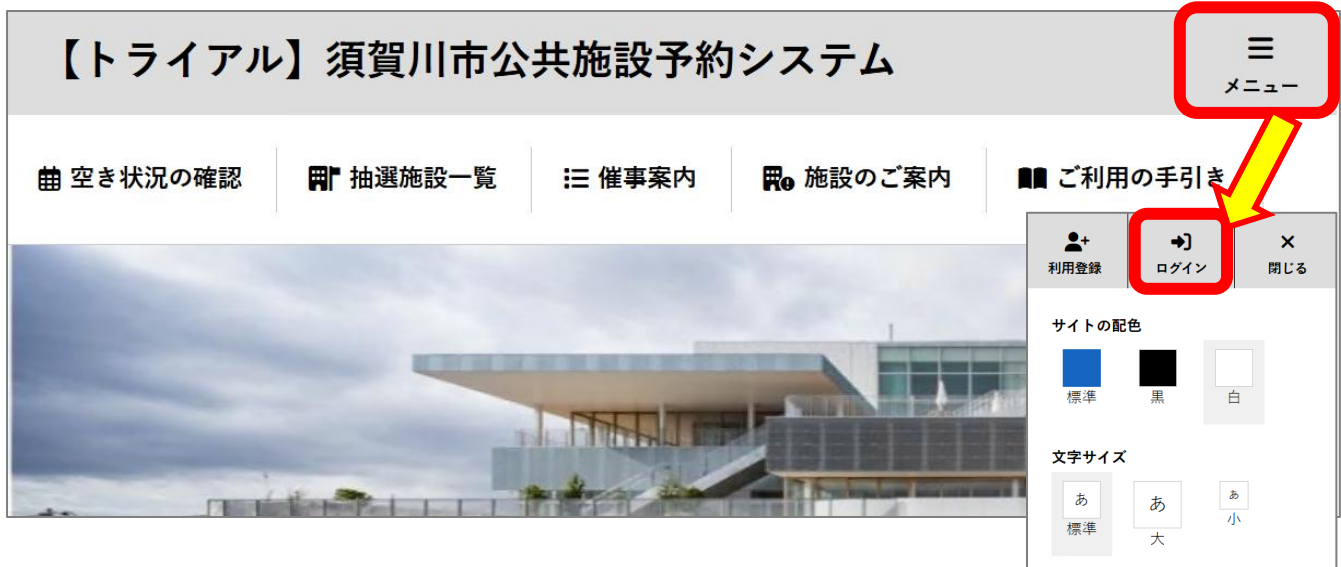 【トライアル】須賀川市公共施設予約システム
メニュー
空き状況の確認 抽選施設一覧 催事案内 施設のご案内 ご利用の手引き
利用登録 ログイン 閉じる
サイトの配色
標準 黒 白
文字サイズ
あ あ あ
標準 大 小